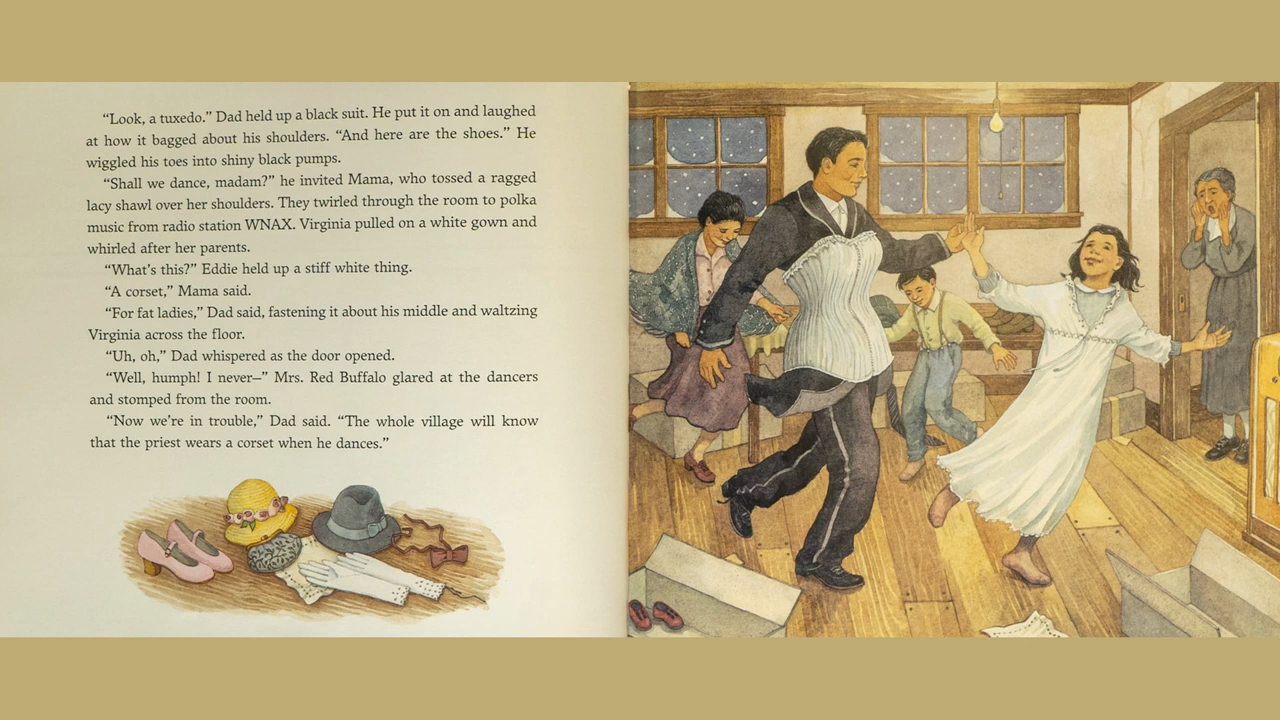 “Look, a tuxedo.” Dad held up a black suit. He put it on and laughed
at how it bagged about his shoulders. “And here are the shoes.” He
wiggled his toes into shiny black pumps.
“Shall we dance, madam?” he invited Mama, who tossed a ragged
lacy shawl over her shoulders. They twirled through the room to polka
music from radio station WNAX. Virginia pulled on a white gown and
whirled after her parents.
“What’s this?” Eddie held up a stiff white thing.
“A corset,” Mama said.
“For fat ladies,” Dad said, fastening it about his middle and waltzing
Virginia across the floor.
“Uh, oh,” Dad whispered as the door opened.
“Well, humph! I never—” Mrs. Red Buffalo glared at the dancers
and stomped from the room.
“Now we’re in trouble,” Dad said. “The whole village will know
that the priest wears a corset when he dances.”